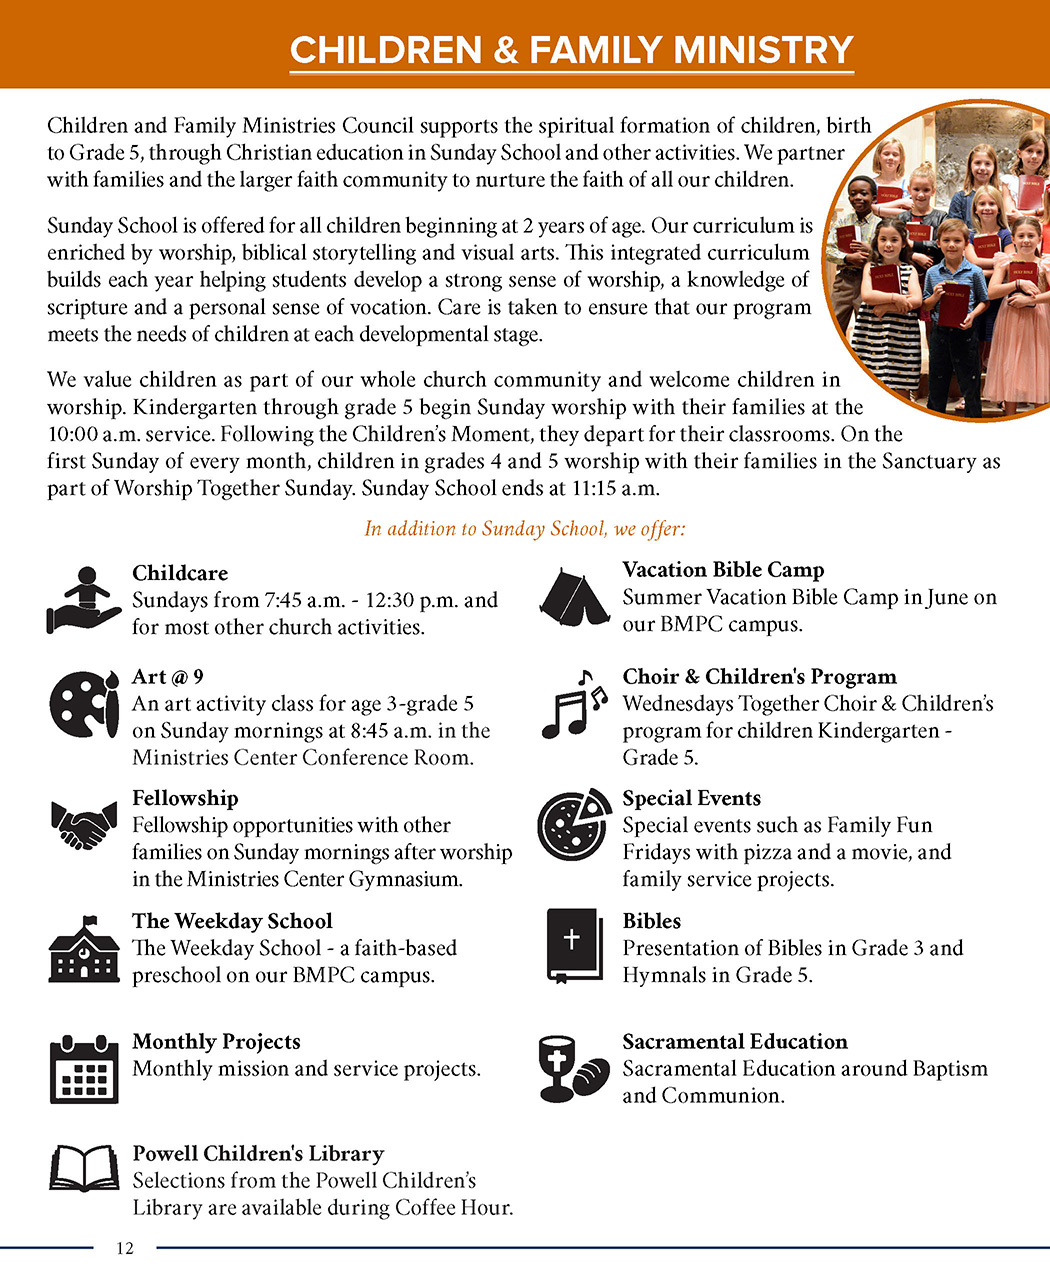 CHILDREN & FAMILY MINISTRY
Children and Family Ministries Council supports the spiritual formation of children, birth
to Grade 5, through Christian education in Sunday School and other activities. We partner
with families and the larger faith community to nurture the faith of all our children.
Sunday School is offered for all children beginning at 2 years of age. Our curriculum is
enriched by worship, biblical storytelling and visual arts. This integrated curriculum
builds each year helping students develop a strong sense of worship, a knowledge of
scripture and a personal sense of vocation. Care is taken to ensure that our program
meets the needs of children at each developmental stage.
We value children as part of our whole church community and welcome children in
worship. Kindergarten through grade 5 begin Sunday worship with their families at the
10:00 a.m. service. Following the Children’s Moment, they depart for their classrooms. On the
first Sunday of every month, children in grades 4 and 5 worship with their families in the Sanctuary as
part of Worship Together Sunday. Sunday School ends at 11:15 a.m.
In addition to Sunday School, we offer:
Childcare
Sundays from 7:45 a.m. - 12:30 p.m. and
for most other church activities.
Art @ 9
An art activity class for age 3-grade 5
on Sunday mornings at 8:45 a.m. in the
Ministries Center Conference Room.
Fellowship
Fellowship opportunities with other
families on Sunday mornings after worship
in the Ministries Center Gymnasium.
The Weekday School
The Weekday School - a faith-based
preschool on our BMPC campus.
Monthly Projects
Monthly mission and service projects.
Powell Children's Library
Selections from the Powell Children’s
Library are available during Coffee Hour.
Vacation Bible Camp
Summer Vacation Bible Camp in June on
our BMPC campus.
Choir & Children's Program
Wednesdays Together Choir & Children’s
program for children Kindergarten -
Grade 5.
Special Events
Special events such as Family Fun
Fridays with pizza and a movie, and
family service projects.
Bibles
Presentation of Bibles in Grade 3 and
Hymnals in Grade 5.
Sacramental Education
Sacramental Education around Baptism
and Communion.
12